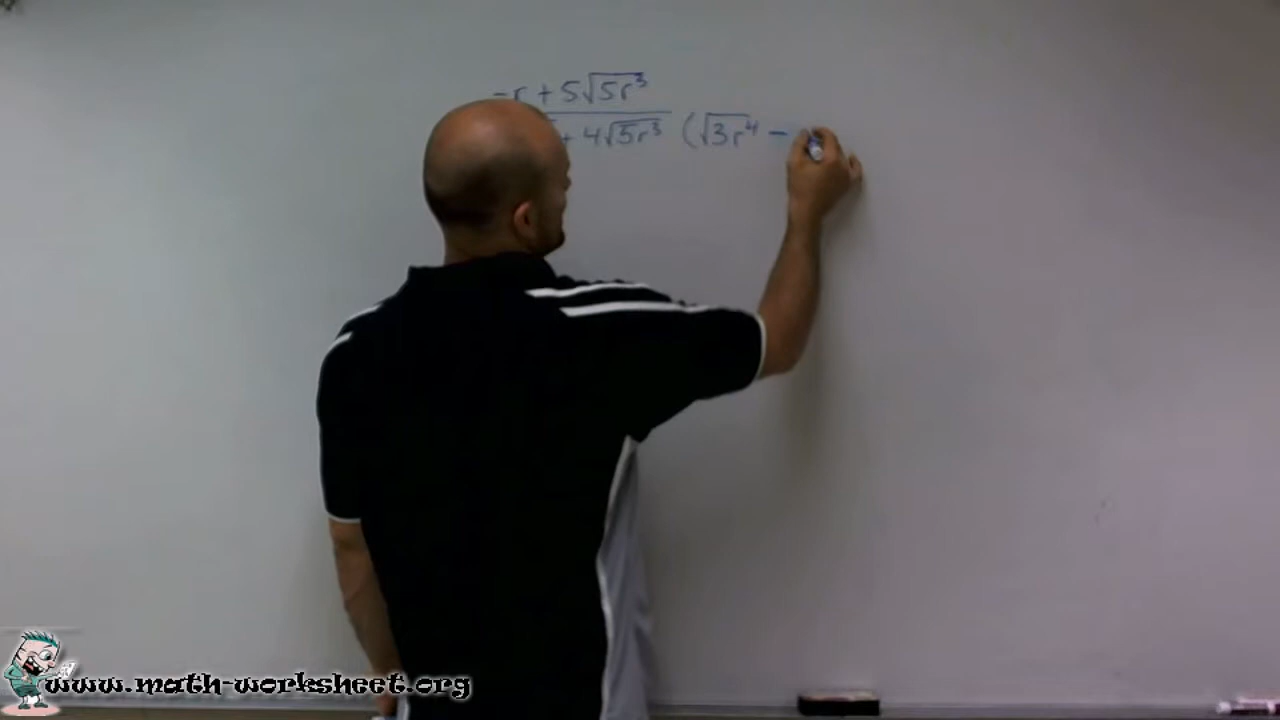 -r + 5√5r³
+ 4√5r³ (√3r⁴ -
www.math-worksheet.org